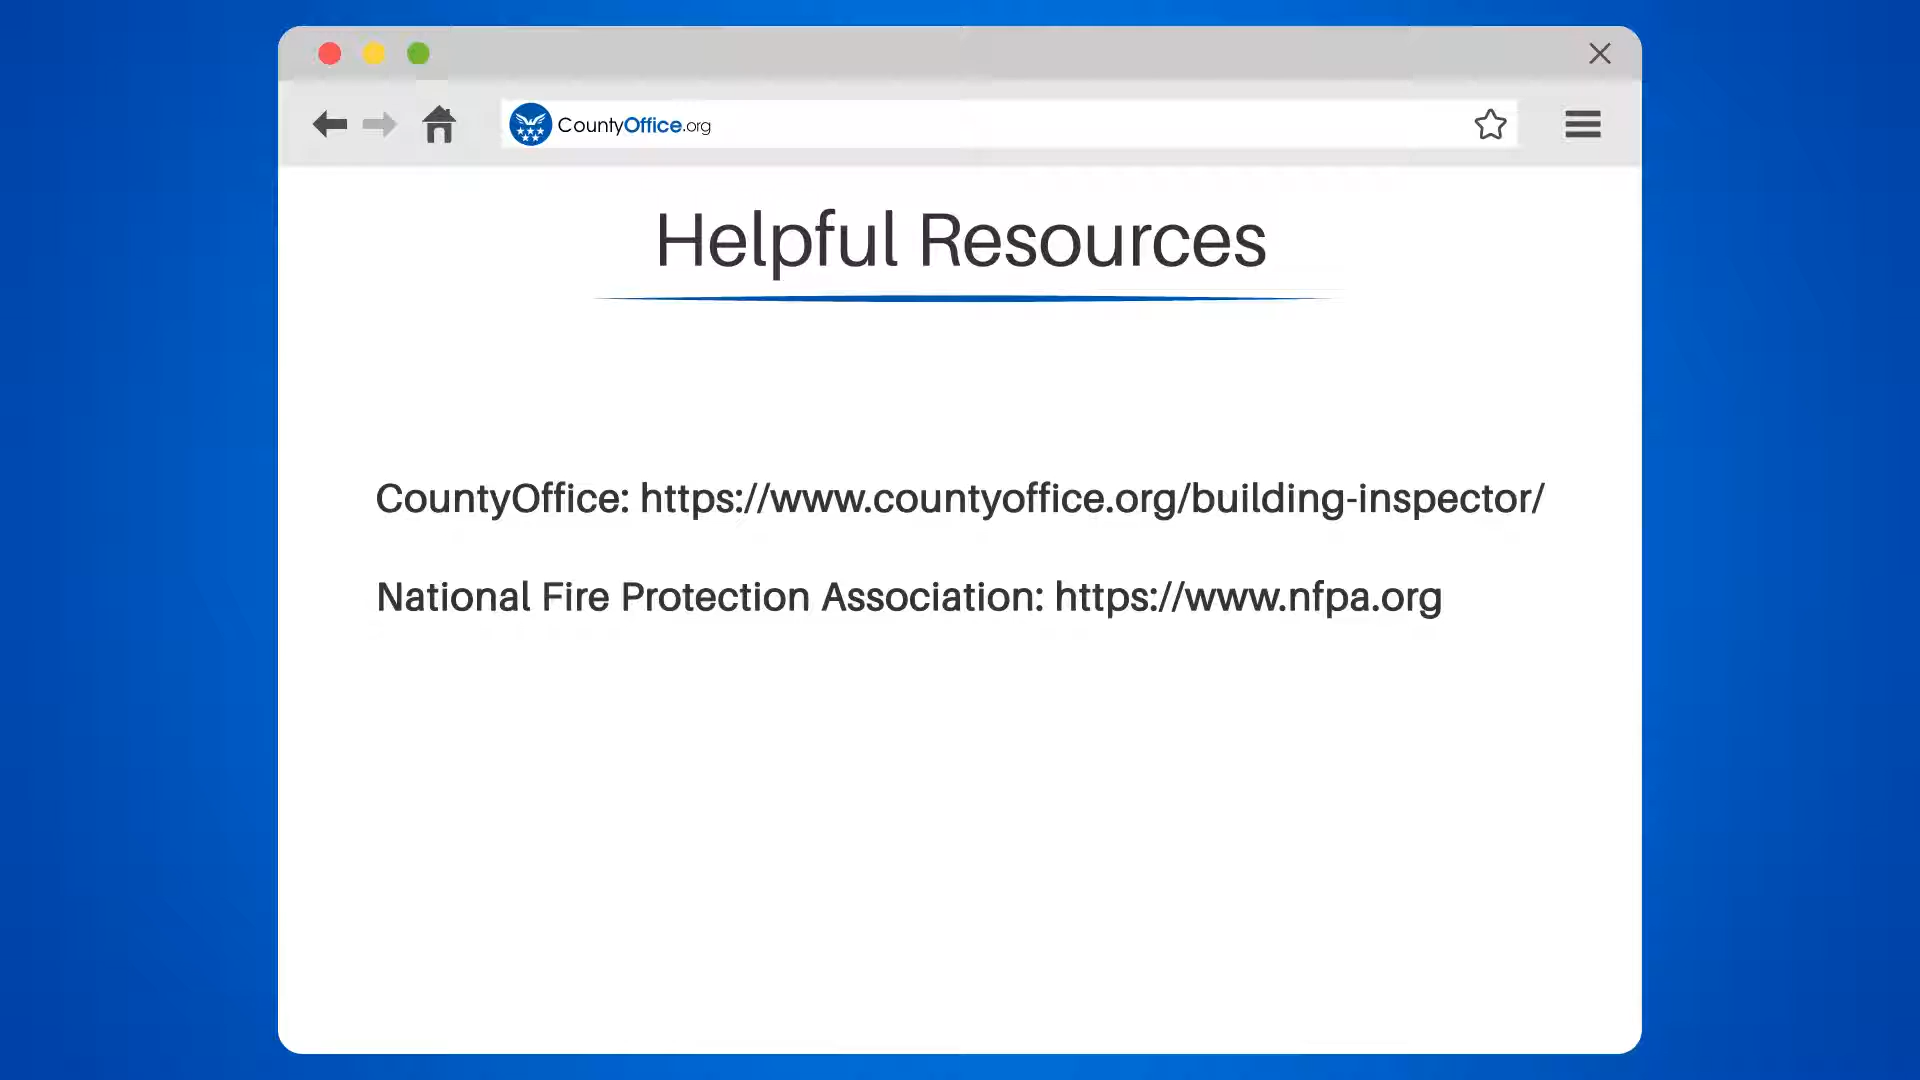 CountyOffice.org
Helpful Resources
CountyOffice: https://www.countyoffice.org/building-inspector/
National Fire Protection Association: https://www.nfpa.org